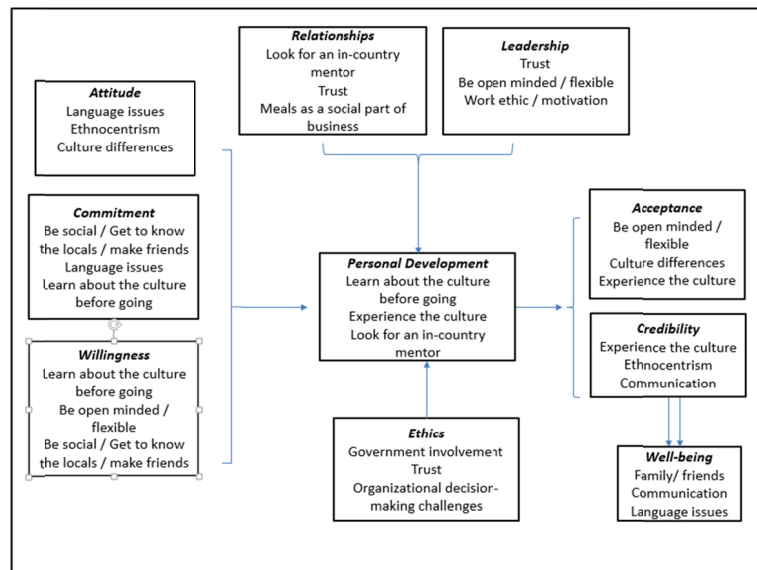 Relationships
Look for an in-country
mentor
Trust
Meals as a social part of
business
Leadership
Trust
Be open minded / flexible
Work ethic / motivation
Attitude
Language issues
Ethnocentrism
Culture differences
Commitment
Be social / Get to know
the locals / make friends
Language issues
Learn about the culture
before going
Willingness
Learn about the culture
before going
Be open minded /
flexible
Be social / Get to know
the locals / make friends
Personal Development
Learn about the culture
before going
Experience the culture
Look for an in-country
mentor
Ethics
Government involvement
Trust
Organizational decision-
making challenges
Acceptance
Be open minded /
flexible
Culture differences
Experience the culture
Credibility
Experience the culture
Ethnocentrism
Communication
Well-being
Family/ friends
Communication
Language issues